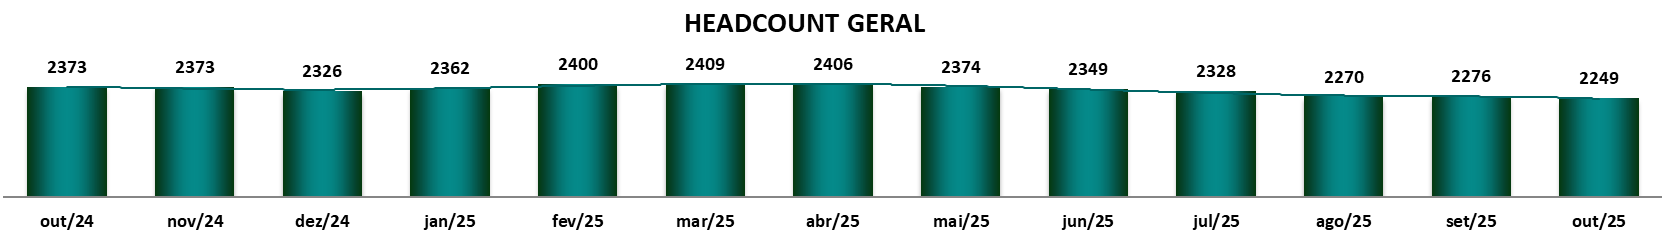 HEADCOUNT GERAL
2373 2373 2326 2362 2400 2409 2406 2374 2349 2328 2270 2276 2249
out/24 nov/24 dez/24 jan/25 fev/25 mar/25 abr/25 mai/25 jun/25 jul/25 ago/25 set/25 out/25